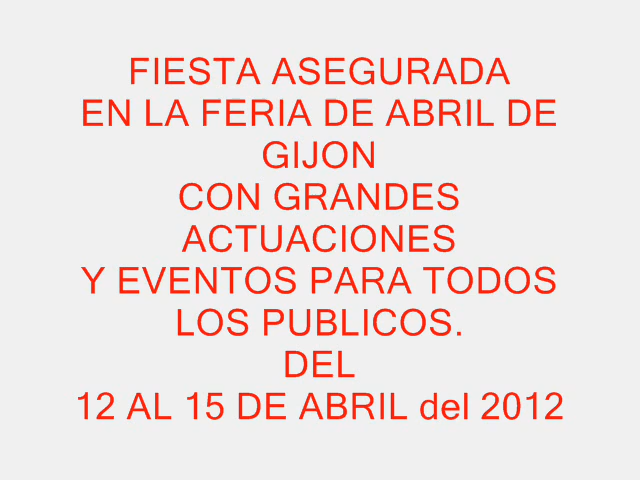 FIESTA ASEGURADA
EN LA FERIA DE ABRIL DE
GIJON
CON GRANDES
ACTUACIONES
Y EVENTOS PARA TODOS
LOS PUBLICOS.
DEL
12 AL 15 DE ABRIL del 2012